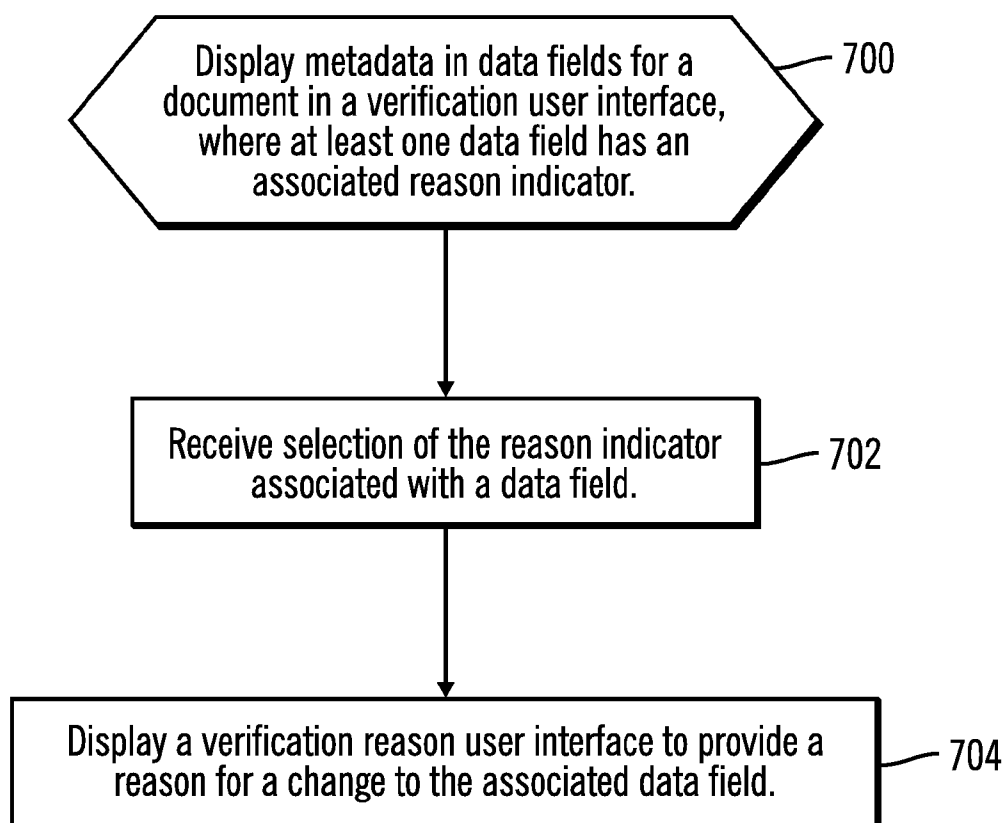 Display metadata in data fields for a
document in a verification user interface,
where at least one data field has an
associated reason indicator.
700
Receive selection of the reason indicator
associated with a data field.
702
Display a verification reason user interface to provide a
reason for a change to the associated data field.
704